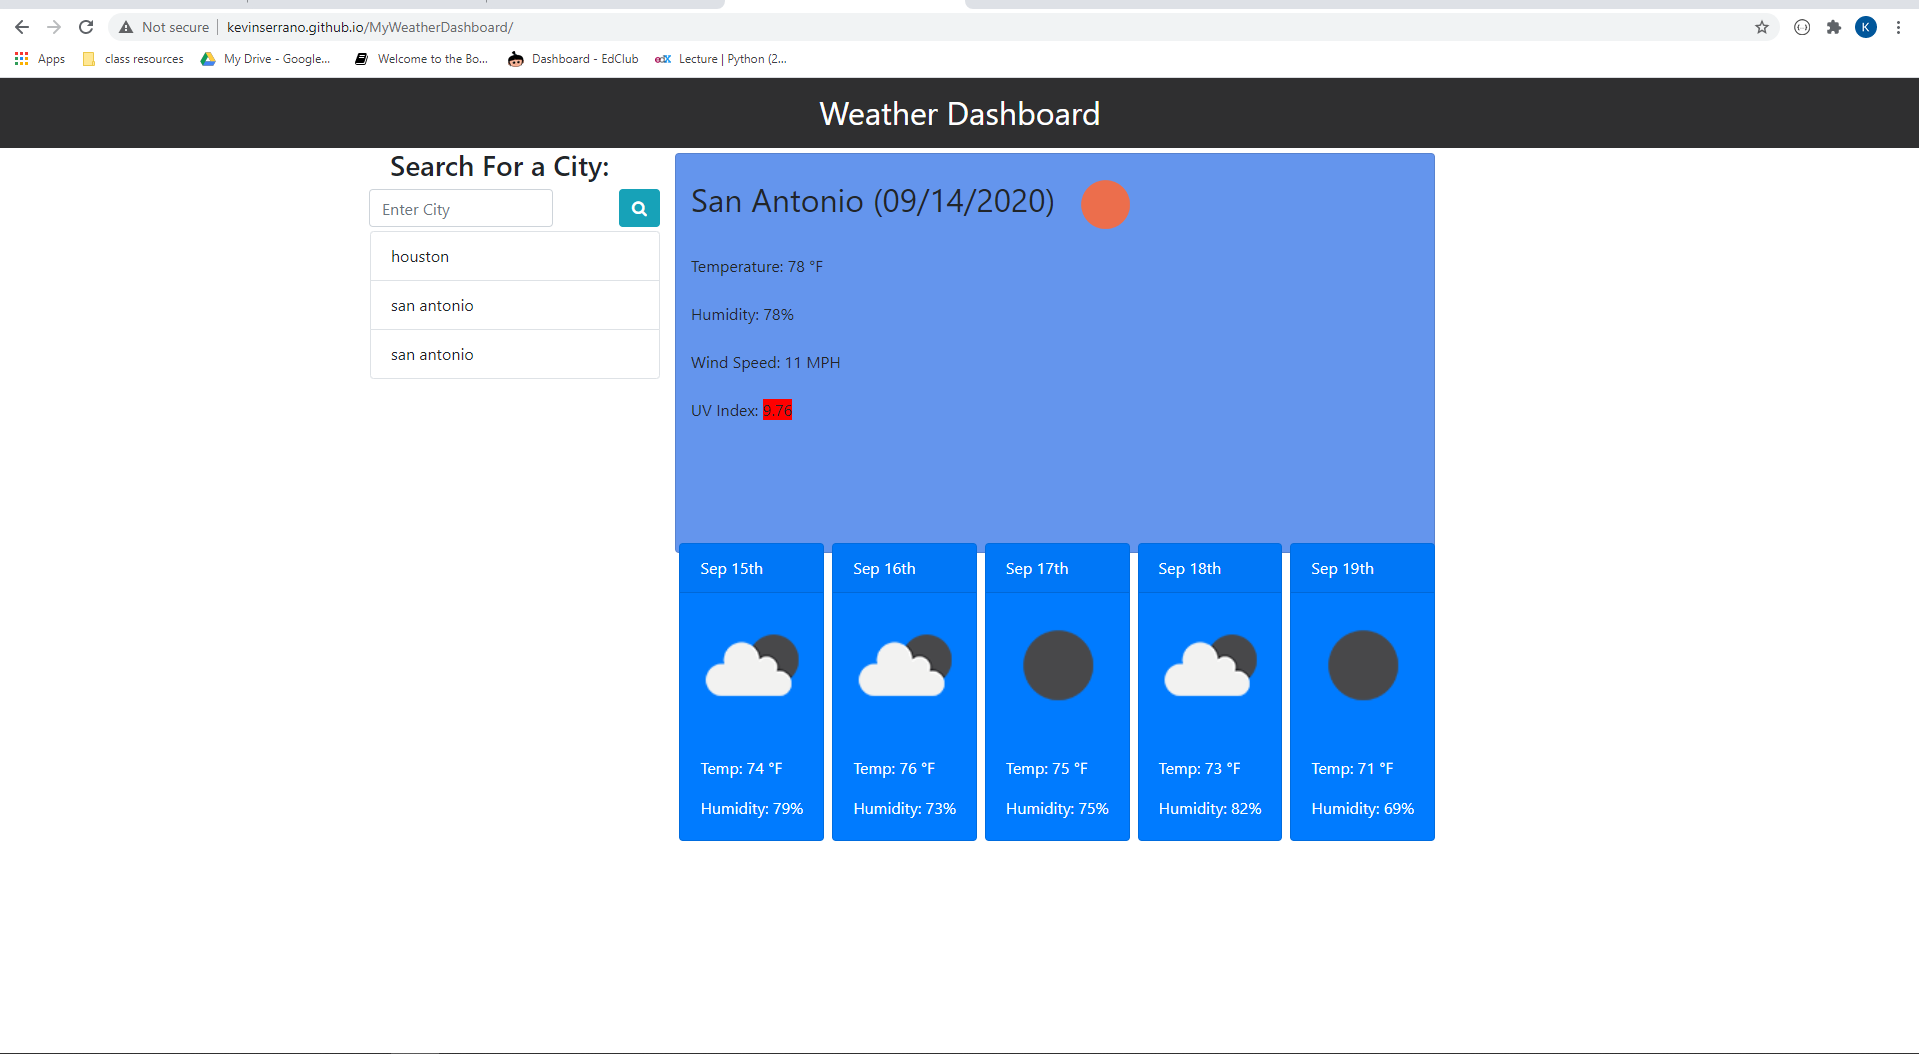 Not secure | kevinserrano.github.io/MyWeatherDashboard/
K
Apps class resources My Drive - Google... Welcome to the Bo... Dashboard - EdClub edX Lecture | Python (2...
Weather Dashboard
Search For a City:
Enter City
houston
san antonio
san antonio
San Antonio (09/14/2020)
Temperature: 78 °F
Humidity: 78%
Wind Speed: 11 MPH
UV Index: 9.76
Sep 15th Sep 16th Sep 17th Sep 18th Sep 19th
Temp: 74 °F Temp: 76 °F Temp: 75 °F Temp: 73 °F Temp: 71 °F
Humidity: 79% Humidity: 73% Humidity: 75% Humidity: 82% Humidity: 69%